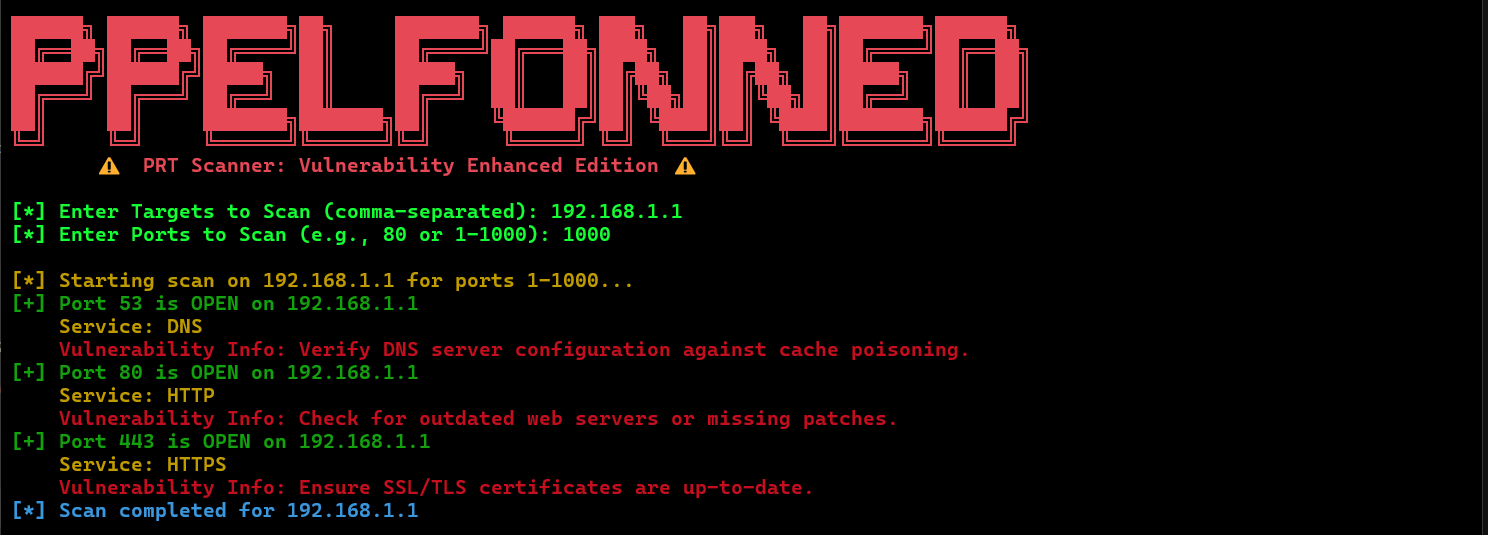 PPELFONNED
⚠ PRT Scanner: Vulnerability Enhanced Edition ⚠
[*] Enter Targets to Scan (comma-separated): 192.168.1.1
[*] Enter Ports to Scan (e.g., 80 or 1-1000): 1000
[*] Starting scan on 192.168.1.1 for ports 1-1000...
[+] Port 53 is OPEN on 192.168.1.1
Service: DNS
Vulnerability Info: Verify DNS server configuration against cache poisoning.
[+] Port 80 is OPEN on 192.168.1.1
Service: HTTP
Vulnerability Info: Check for outdated web servers or missing patches.
[+] Port 443 is OPEN on 192.168.1.1
Service: HTTPS
Vulnerability Info: Ensure SSL/TLS certificates are up-to-date.
[*] Scan completed for 192.168.1.1